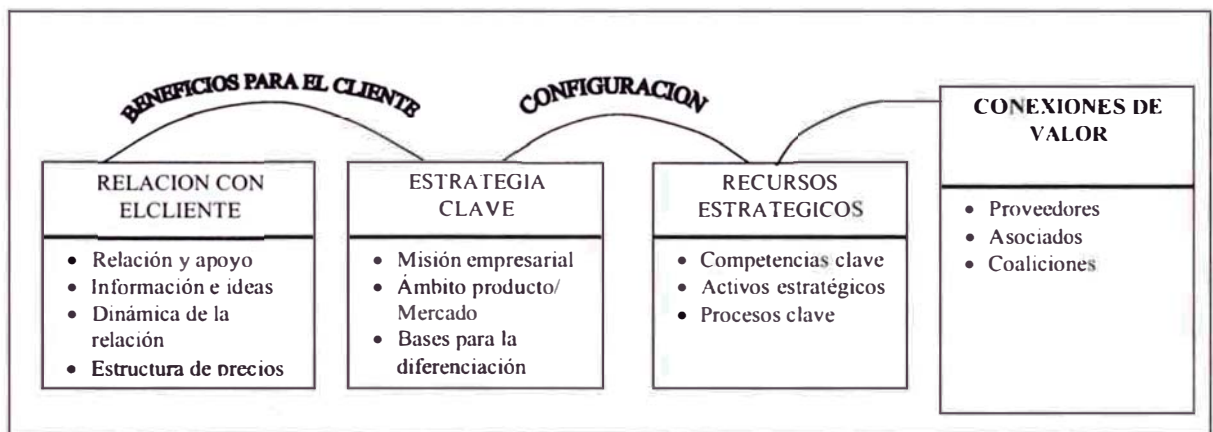 BENEFICIOS PARA EL CLIENTE
CONFIGURACION
RELACION CON
ELCLIENTE
• Relación y apoyo
• Información e ideas
• Dinámica de la
relación
• Estructura de precios
ESTRATEGIA
CLAVE
• Misión empresarial
• Ámbito producto/
Mercado
• Bases para la
diferenciación
RECURSOS
ESTRATEGICOS
• Competencias clave
• Activos estratégicos
• Procesos clave
CONEXIONES DE
VALOR
• Proveedores
• Asociados
• Coaliciones